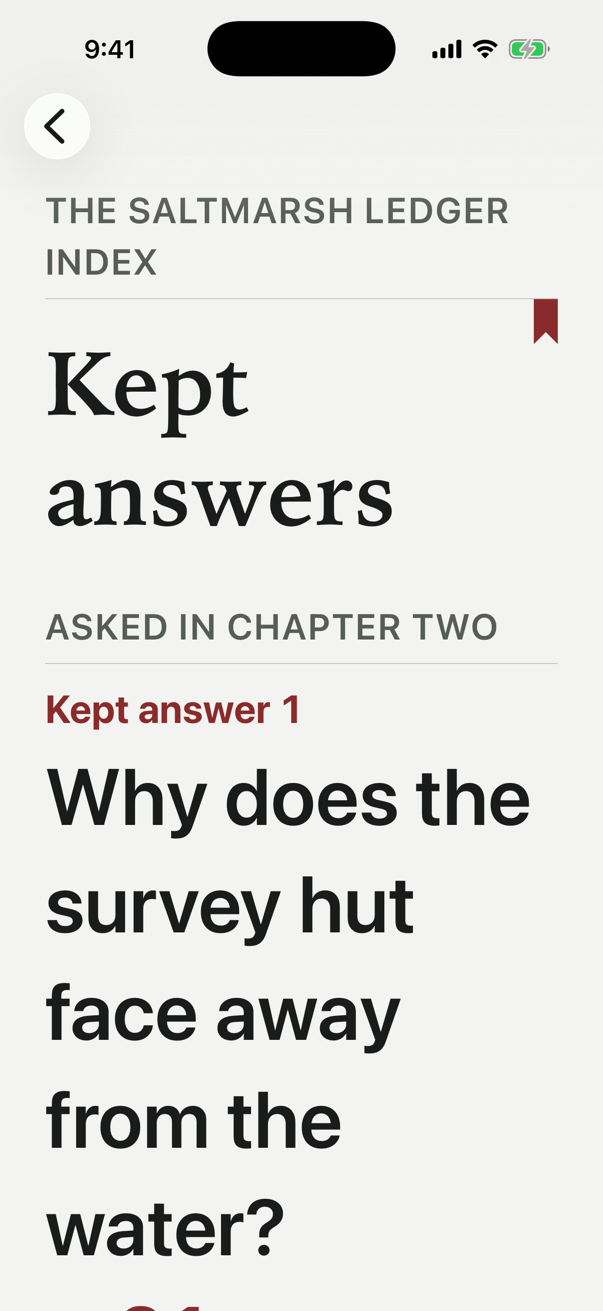 9:41
THE SALTMARSH LEDGER
INDEX
Kept
answers
ASKED IN CHAPTER TWO
Kept answer 1
Why does the
survey hut
face away
from the
water?